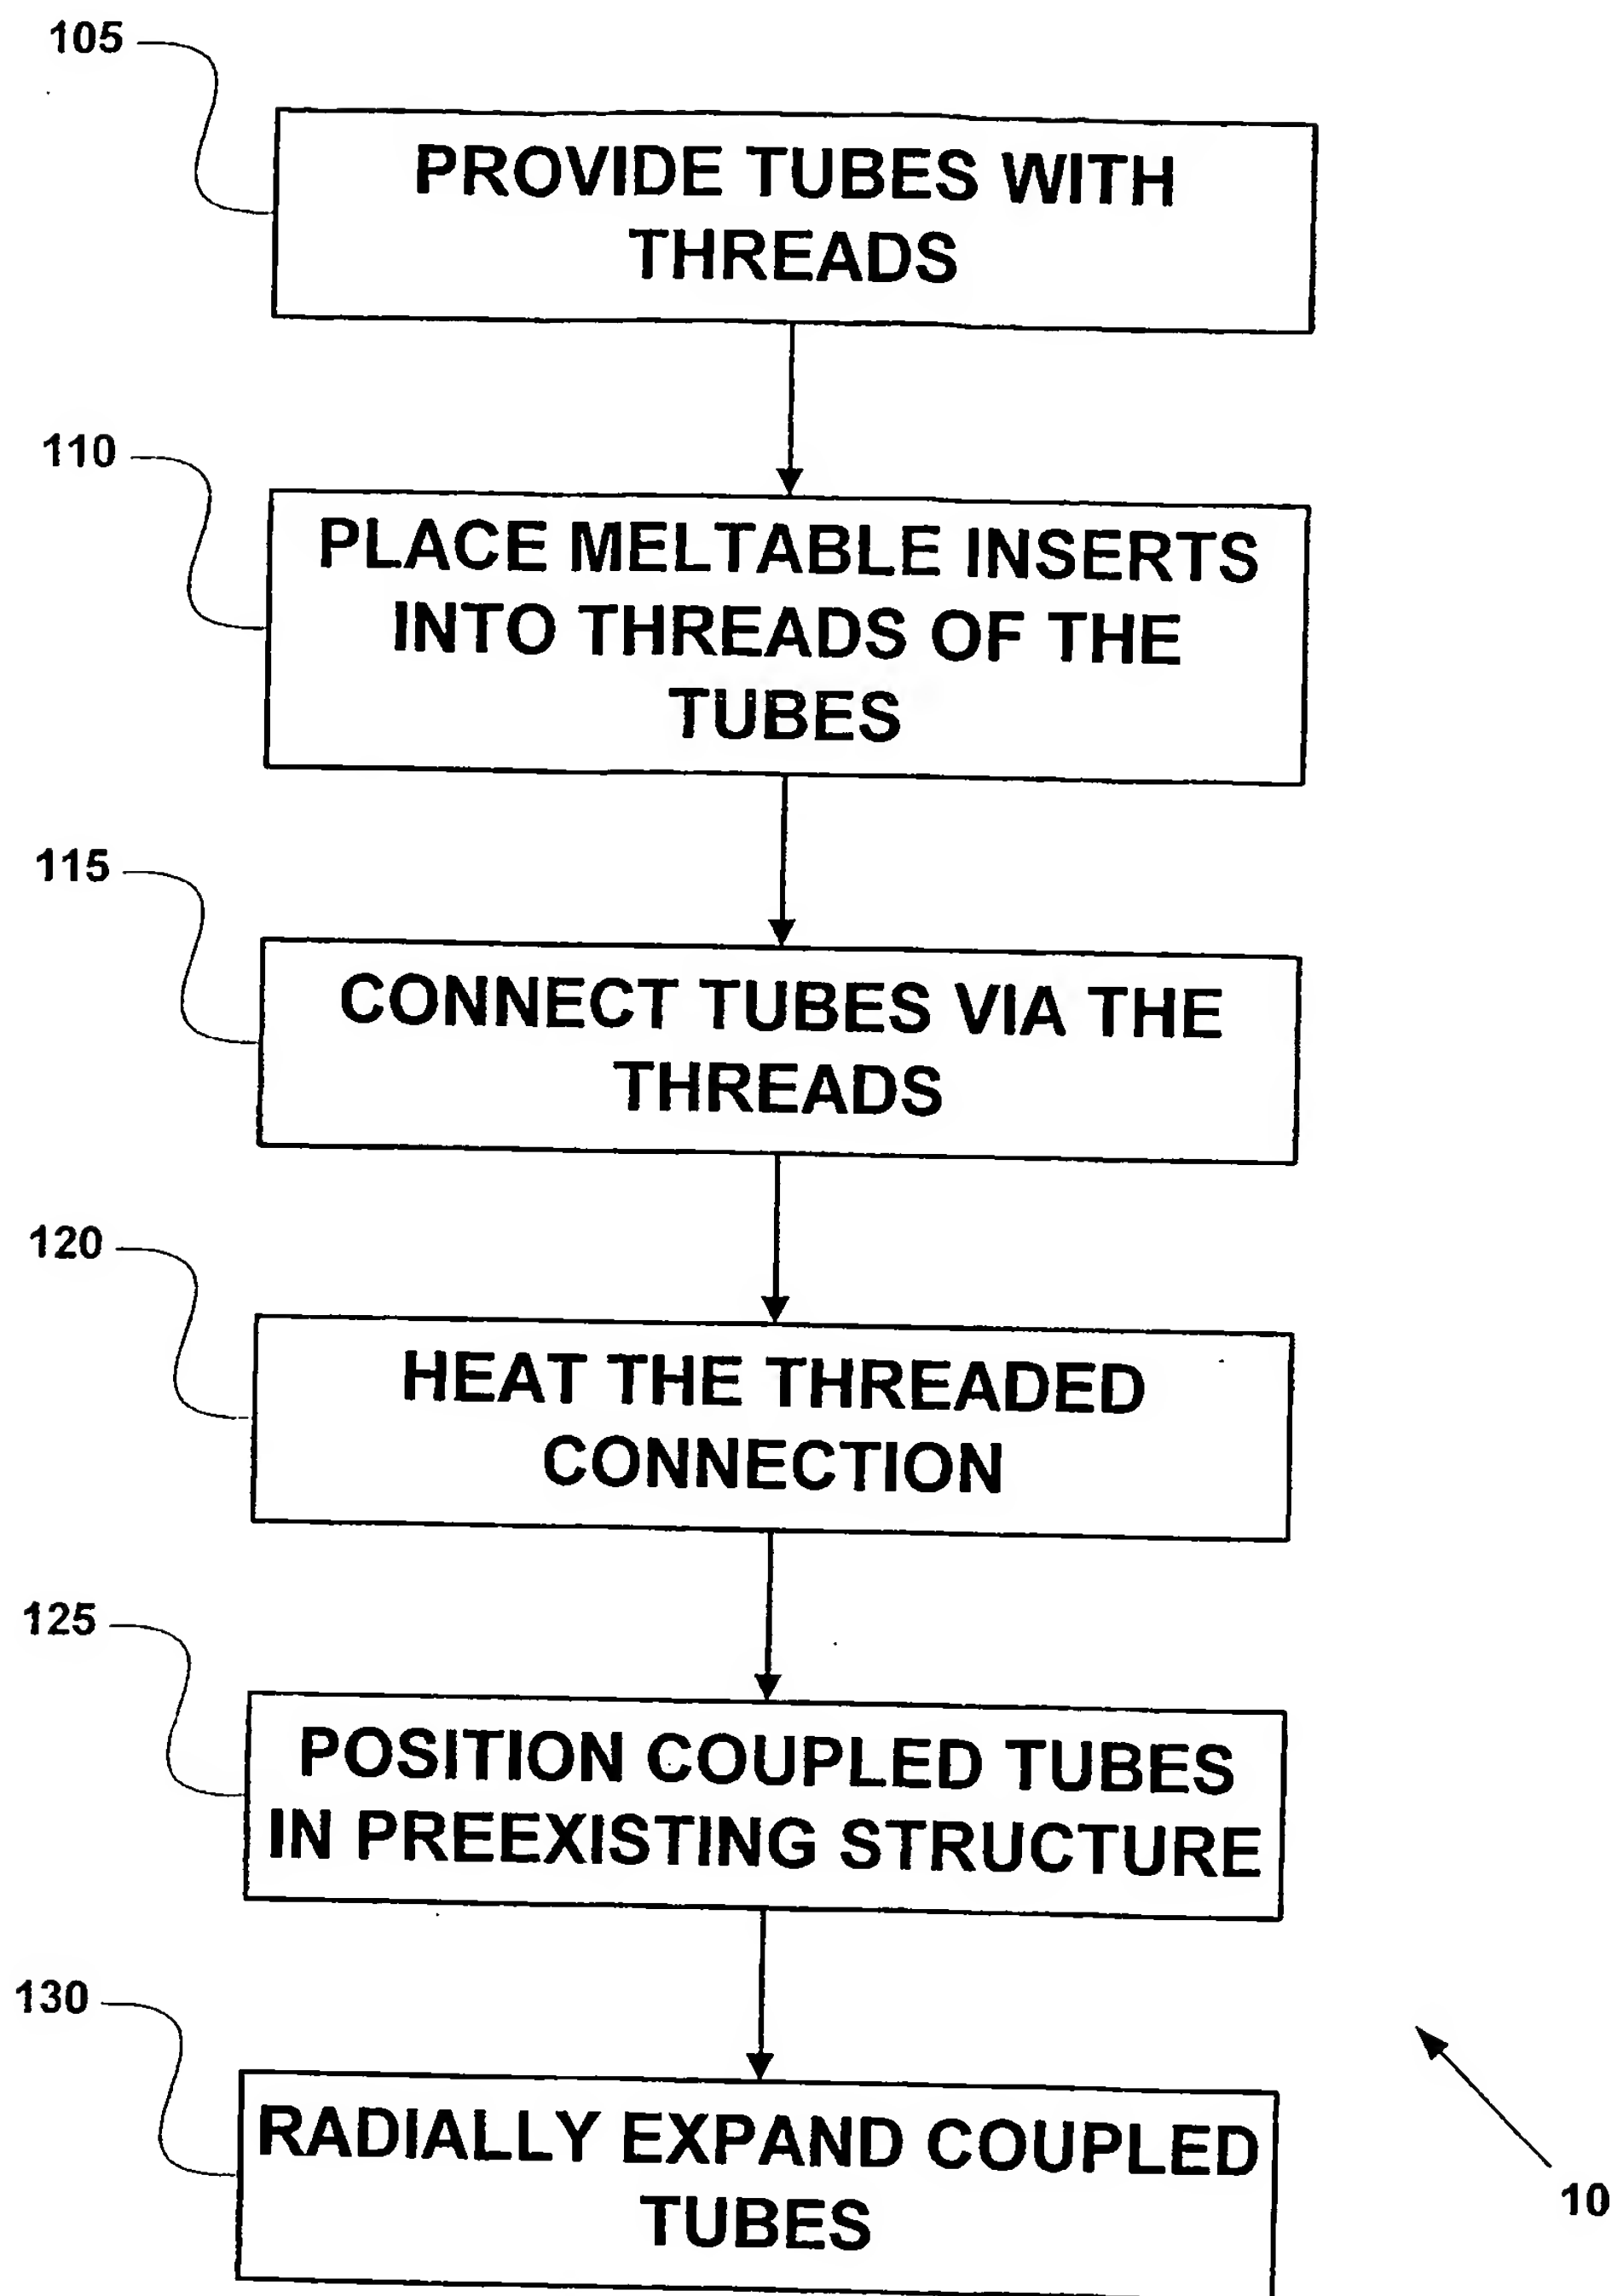 105
PROVIDE TUBES WITH
THREADS
110
PLACE MELTABLE INSERTS
INTO THREADS OF THE
TUBES
115
CONNECT TUBES VIA THE
THREADS
120
HEAT THE THREADED
CONNECTION
125
POSITION COUPLED TUBES
IN PREEXISTING STRUCTURE
130
RADIALLY EXPAND COUPLED
TUBES
10